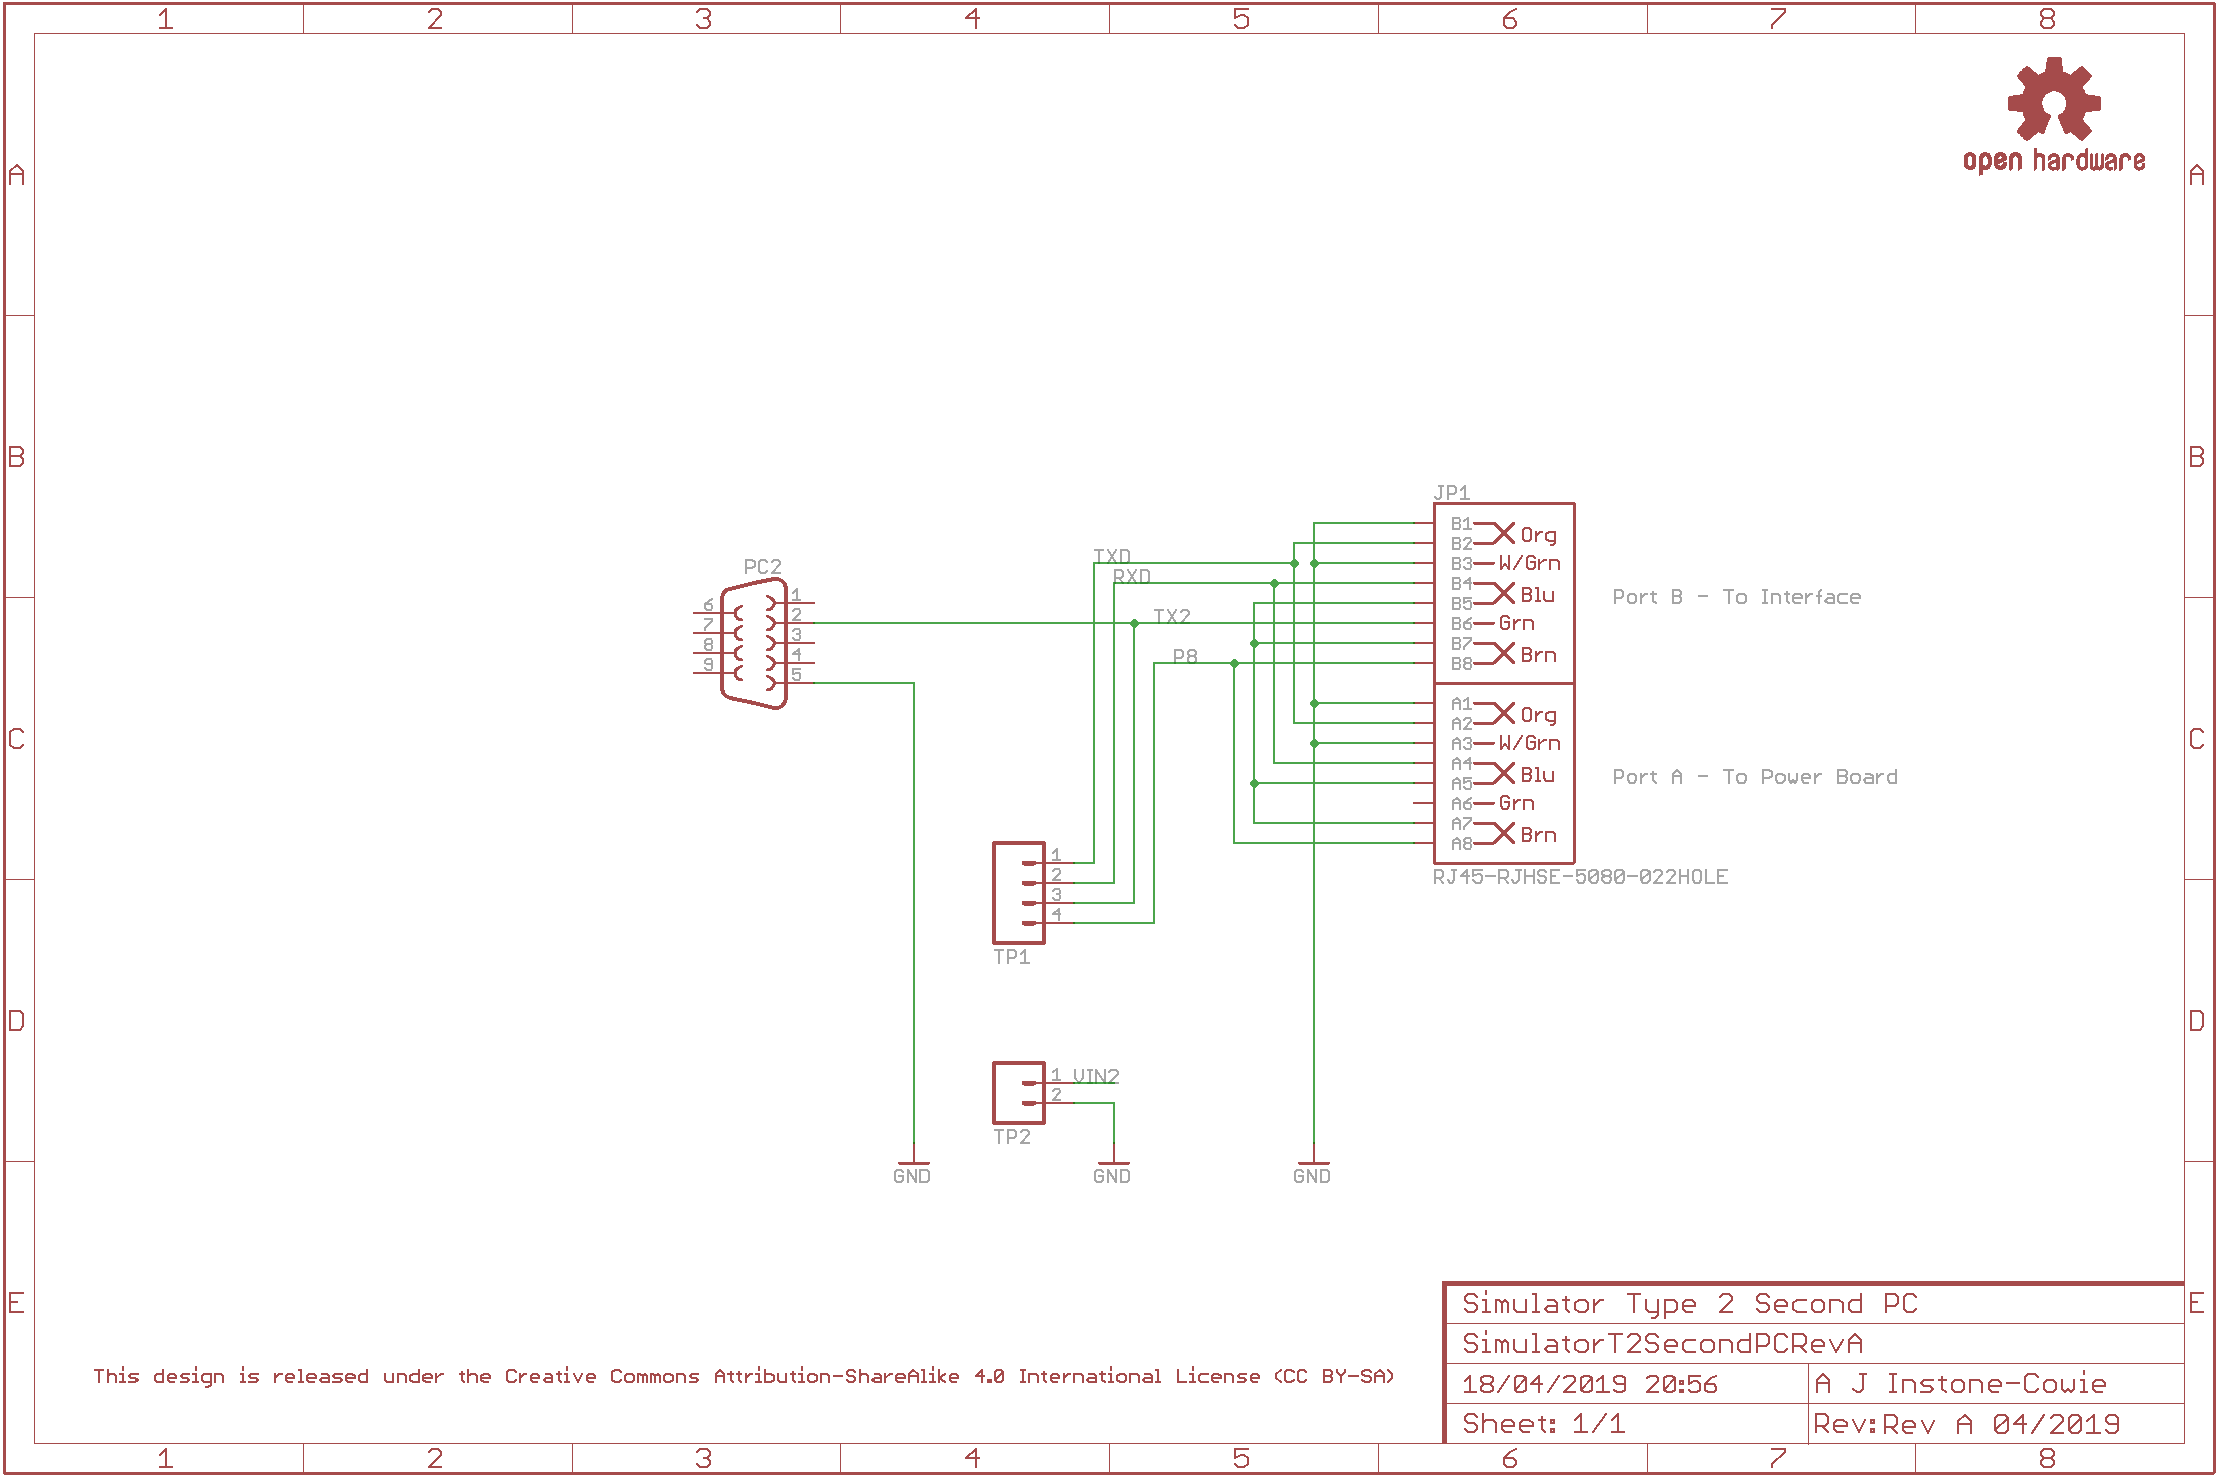 1 2 3 4 5 6 7 8
open hardware
A A
B B
JP1
B1 Org
B2
B3 W/Grn
B4 Blu
B5
B6 Grn
B7 Brn
B8
Port B - To Interface
TXD
RXD
TX2
P8
PC2
1
6
2
7
3
8
4
9
5
A1 Org
A2
A3 W/Grn
A4 Blu
A5
A6 Grn
A7 Brn
A8
Port A - To Power Board
RJ45-RJHSE-5080-022HOLE
C C
1
2
3
4
TP1
D D
1 VIN2
2
TP2
GND GND GND
E E
Simulator Type 2 Second PC
SimulatorT2SecondPCRevA
18/04/2019 20:56 A J Instone-Cowie
Sheet: 1/1 Rev:Rev A 04/2019
This design is released under the Creative Commons Attribution-ShareAlike 4.0 International License (CC BY-SA)
1 2 3 4 5 6 7 8